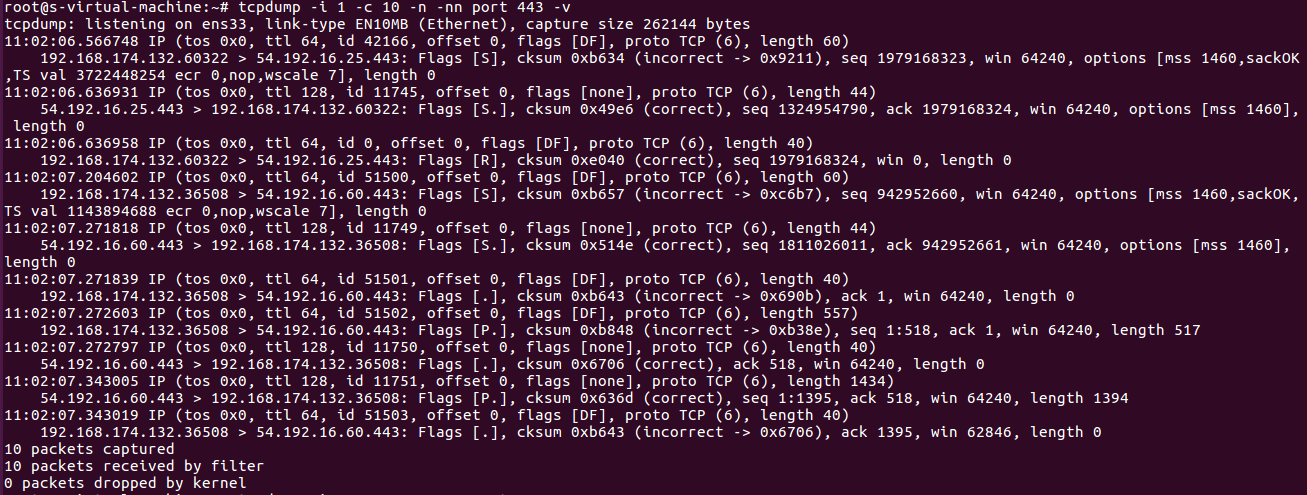 root@s-virtual-machine:~# tcpdump -i 1 -c 10 -n -nn port 443 -v
tcpdump: listening on ens33, link-type EN10MB (Ethernet), capture size 262144 bytes
11:02:06.566748 IP (tos 0x0, ttl 64, id 42166, offset 0, flags [DF], proto TCP (6), length 60)
    192.168.174.132.60322 > 54.192.16.25.443: Flags [S], cksum 0xb634 (incorrect -> 0x9211), seq 1979168323, win 64240, options [mss 1460,sackOK
,TS val 3722448254 ecr 0,nop,wscale 7], length 0
11:02:06.636931 IP (tos 0x0, ttl 128, id 11745, offset 0, flags [none], proto TCP (6), length 44)
    54.192.16.25.443 > 192.168.174.132.60322: Flags [S.], cksum 0x49e6 (correct), seq 1324954790, ack 1979168324, win 64240, options [mss 1460],
 length 0
11:02:06.636958 IP (tos 0x0, ttl 64, id 0, offset 0, flags [DF], proto TCP (6), length 40)
    192.168.174.132.60322 > 54.192.16.25.443: Flags [R], cksum 0xe040 (correct), seq 1979168324, win 0, length 0
11:02:07.204602 IP (tos 0x0, ttl 64, id 51500, offset 0, flags [DF], proto TCP (6), length 60)
    192.168.174.132.36508 > 54.192.16.60.443: Flags [S], cksum 0xb657 (incorrect -> 0xc6b7), seq 942952660, win 64240, options [mss 1460,sackOK,
TS val 1143894688 ecr 0,nop,wscale 7], length 0
11:02:07.271818 IP (tos 0x0, ttl 128, id 11749, offset 0, flags [none], proto TCP (6), length 44)
    54.192.16.60.443 > 192.168.174.132.36508: Flags [S.], cksum 0x514e (correct), seq 1811026011, ack 942952661, win 64240, options [mss 1460], 
length 0
11:02:07.271839 IP (tos 0x0, ttl 64, id 51501, offset 0, flags [DF], proto TCP (6), length 40)
    192.168.174.132.36508 > 54.192.16.60.443: Flags [.], cksum 0xb643 (incorrect -> 0x690b), ack 1, win 64240, length 0
11:02:07.272603 IP (tos 0x0, ttl 64, id 51502, offset 0, flags [DF], proto TCP (6), length 557)
    192.168.174.132.36508 > 54.192.16.60.443: Flags [P.], cksum 0xb848 (incorrect -> 0xb38e), seq 1:518, ack 1, win 64240, length 517
11:02:07.272797 IP (tos 0x0, ttl 128, id 11750, offset 0, flags [none], proto TCP (6), length 40)
    54.192.16.60.443 > 192.168.174.132.36508: Flags [.], cksum 0x6706 (correct), ack 518, win 64240, length 0
11:02:07.343005 IP (tos 0x0, ttl 128, id 11751, offset 0, flags [none], proto TCP (6), length 1434)
    54.192.16.60.443 > 192.168.174.132.36508: Flags [P.], cksum 0x636d (correct), seq 1:1395, ack 518, win 64240, length 1394
11:02:07.343019 IP (tos 0x0, ttl 64, id 51503, offset 0, flags [DF], proto TCP (6), length 40)
    192.168.174.132.36508 > 54.192.16.60.443: Flags [.], cksum 0xb643 (incorrect -> 0x6706), ack 1395, win 62846, length 0
10 packets captured
10 packets received by filter
0 packets dropped by kernel